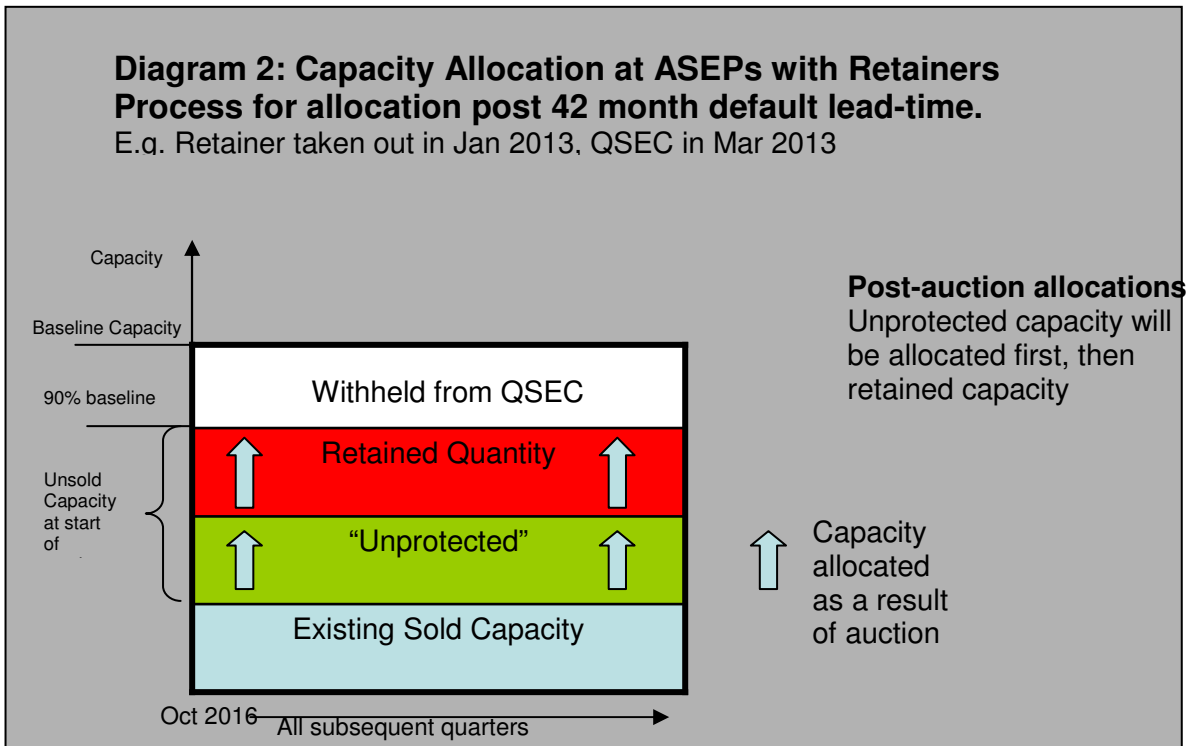 Diagram 2: Capacity Allocation at ASEPs with Retainers
Process for allocation post 42 month default lead-time.
E.g. Retainer taken out in Jan 2013, QSEC in Mar 2013
Capacity
Baseline Capacity
90% baseline
Unsold
Capacity
at start
of
Withheld from QSEC
Retained Quantity
“Unprotected”
Existing Sold Capacity
Oct 2016
All subsequent quarters
Post-auction allocations
Unprotected capacity will
be allocated first, then
retained capacity
Capacity
allocated
as a result
of auction